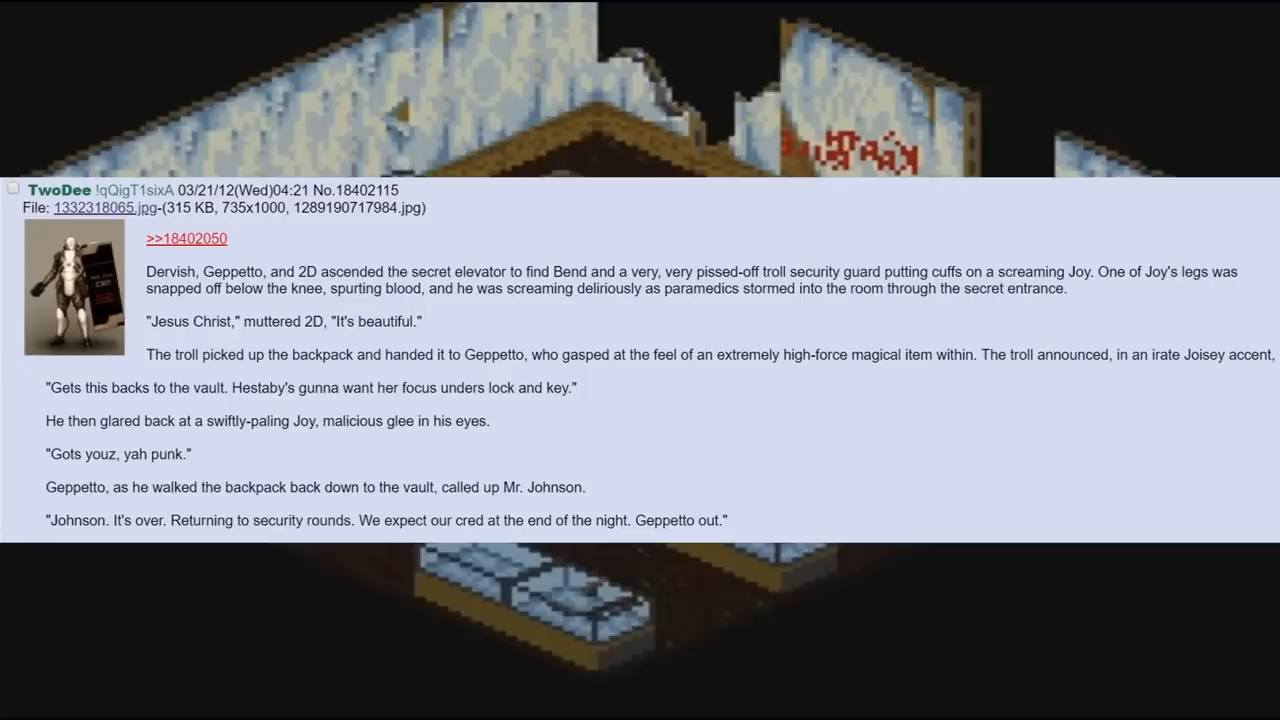 TwoDee !qQigT1sixA 03/21/12(Wed)04:21 No.18402115
File: 1332318065.jpg-(315 KB, 735x1000, 1289190717984.jpg)
>>18402050
Dervish, Geppetto, and 2D ascended the secret elevator to find Bend and a very, very pissed-off troll security guard putting cuffs on a screaming Joy. One of Joy's legs was
snapped off below the knee, spurting blood, and he was screaming deliriously as paramedics stormed into the room through the secret entrance.
"Jesus Christ," muttered 2D, "It's beautiful."
The troll picked up the backpack and handed it to Geppetto, who gasped at the feel of an extremely high-force magical item within. The troll announced, in an irate Joisey accent,
"Gets this backs to the vault. Hestaby's gunna want her focus unders lock and key."
He then glared back at a swiftly-paling Joy, malicious glee in his eyes.
"Gots youz, yah punk."
Geppetto, as he walked the backpack back down to the vault, called up Mr. Johnson.
"Johnson. It's over. Returning to security rounds. We expect our cred at the end of the night. Geppetto out."